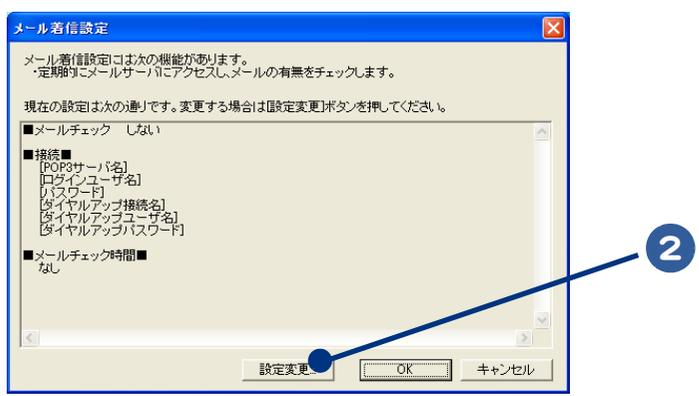 メール着信設定
メール着信設定には次の機能があります。
・定期的にメールサーバにアクセスし、メールの有無をチェックします。
現在の設定は次の通りです。変更する場合は[設定変更]ボタンを押してください。
■メールチェック　しない
■接続■
[POP3サーバ名]
[ログインユーザ名]
[パスワード]
[ダイヤルアップ接続名]
[ダイヤルアップユーザ名]
[ダイヤルアップパスワード]
■メールチェック時間■
なし
2
設定変更... OK キャンセル